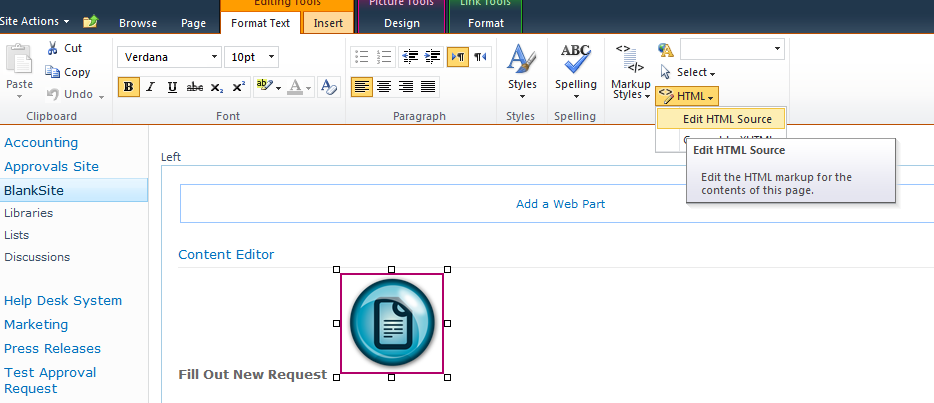 Editing Tools Picture Tools Link Tools
Site Actions Browse Page Format Text Insert Design Format
Paste
Cut
Copy
Undo
Clipboard
Verdana 10pt
B I U abc x₂ x² ab A A
Font
Paragraph
A
Styles
Styles
ABC
Spelling
Spelling
Markup
Styles
Select
HTML
Edit HTML Source
Edit HTML Source
Edit the HTML markup for the
contents of this page.
Accounting
Approvals Site
BlankSite
Libraries
Lists
Discussions
Help Desk System
Marketing
Press Releases
Test Approval
Request
Left
Add a Web Part
Content Editor
Fill Out New Request